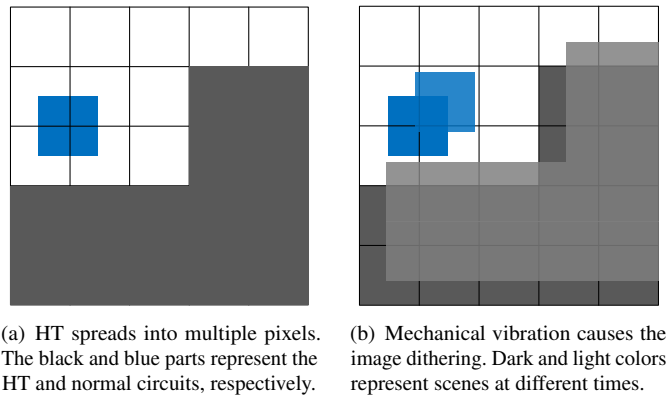 (a) HT spreads into multiple pixels.
The black and blue parts represent the
HT and normal circuits, respectively.
(b) Mechanical vibration causes the
image dithering. Dark and light colors
represent scenes at different times.